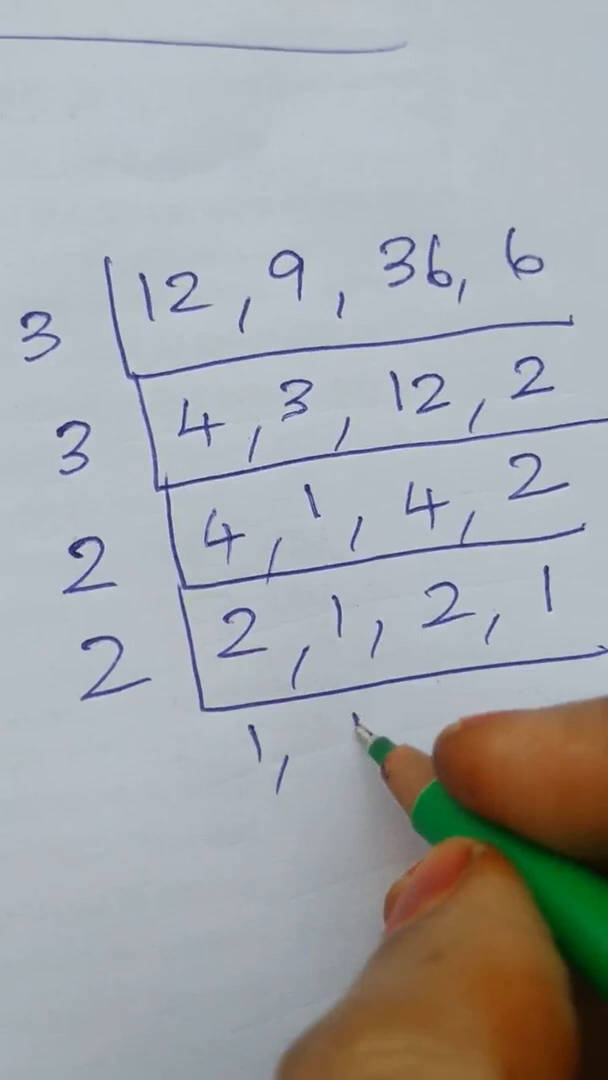 3 12, 9, 36, 6
3 4, 3, 12, 2
2 4, 1, 4, 2
2 2, 1, 2, 1
1,